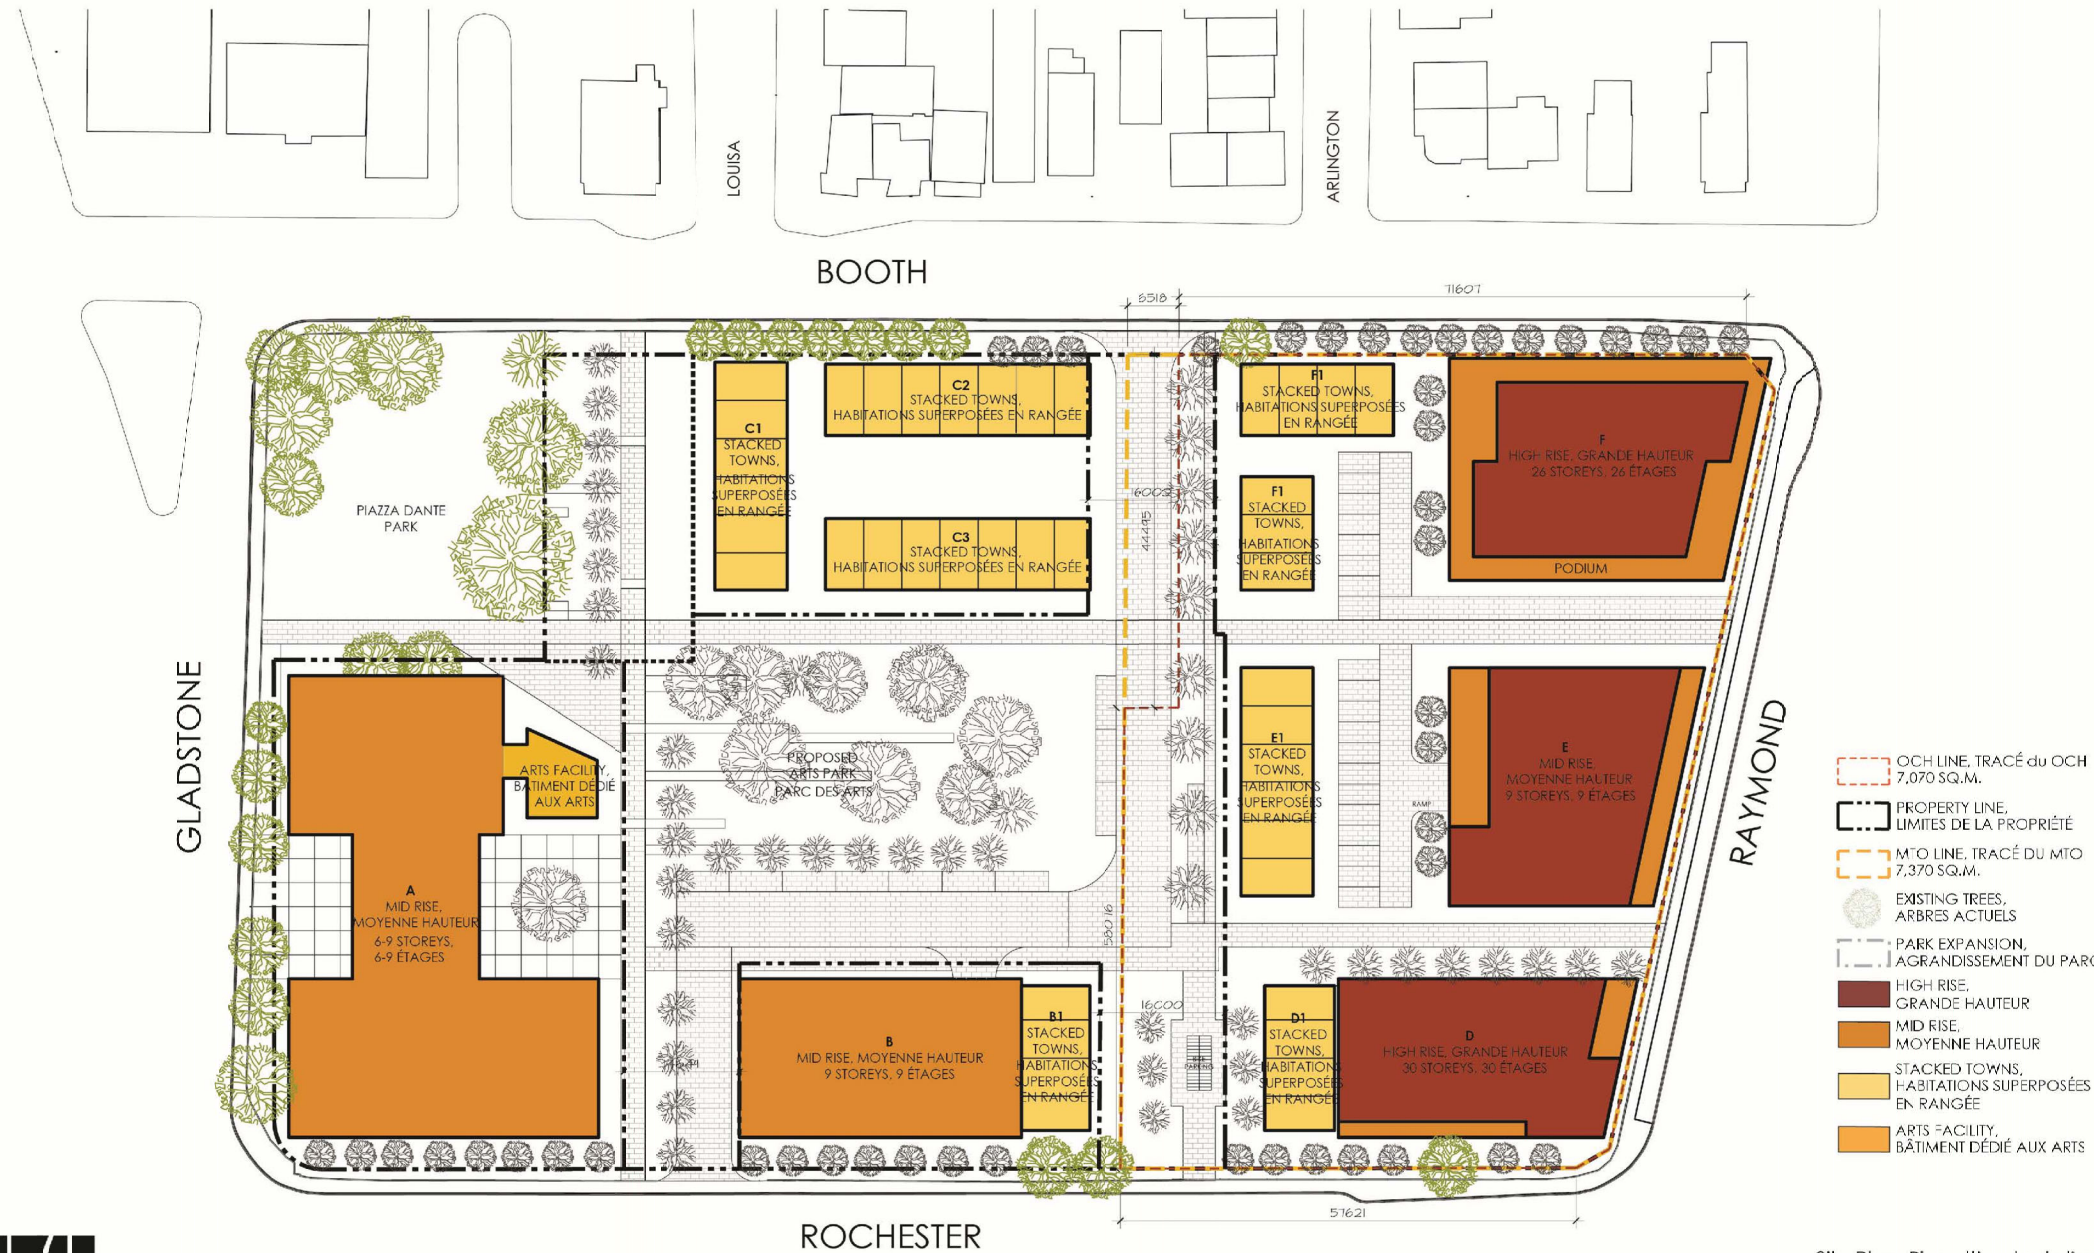 LOUISA
ARLINGTON
BOOTH
6518
71607
C1
STACKED
TOWNS,
HABITATIONS
SUPERPOSÉES
EN RANGÉE
C2
STACKED TOWNS,
HABITATIONS SUPERPOSÉES EN RANGÉE
F1
STACKED TOWNS,
HABITATIONS SUPERPOSÉES
EN RANGÉE
F
HIGH RISE, GRANDE HAUTEUR
26 STOREYS, 26 ÉTAGES
PODIUM
PIAZZA DANTE
PARK
C3
STACKED TOWNS,
HABITATIONS SUPERPOSÉES EN RANGÉE
44495
F1
STACKED
TOWNS,
HABITATIONS
SUPERPOSÉES
EN RANGÉE
GLADSTONE
ARTS FACILITY,
BÂTIMENT DÉDIÉ
AUX ARTS
PROPOSED
ARTS PARK
PARC DES ARTS
E1
STACKED
TOWNS,
HABITATIONS
SUPERPOSÉES
EN RANGÉE
E
MID RISE,
MOYENNE HAUTEUR
9 STOREYS, 9 ÉTAGES
RAMP
RAYMOND
A
MID RISE,
MOYENNE HAUTEUR
6-9 STOREYS,
6-9 ÉTAGES
58016
16000
B
MID RISE, MOYENNE HAUTEUR
9 STOREYS, 9 ÉTAGES
B1
STACKED
TOWNS,
HABITATIONS
SUPERPOSÉES
EN RANGÉE
D1
STACKED
TOWNS,
HABITATIONS
SUPERPOSÉES
EN RANGÉE
D
HIGH RISE, GRANDE HAUTEUR
30 STOREYS, 30 ÉTAGES
57621
ROCHESTER
OCH LINE, TRACÉ du OCH
7,070 SQ.M.
PROPERTY LINE,
LIMITES DE LA PROPRIÉTÉ
MTO LINE, TRACÉ DU MTO
7,370 SQ.M.
EXISTING TREES,
ARBRES ACTUELS
PARK EXPANSION,
AGRANDISSEMENT DU PARC
HIGH RISE,
GRANDE HAUTEUR
MID RISE,
MOYENNE HAUTEUR
STACKED TOWNS,
HABITATIONS SUPERPOSÉES
EN RANGÉE
ARTS FACILITY,
BÂTIMENT DÉDIÉ AUX ARTS